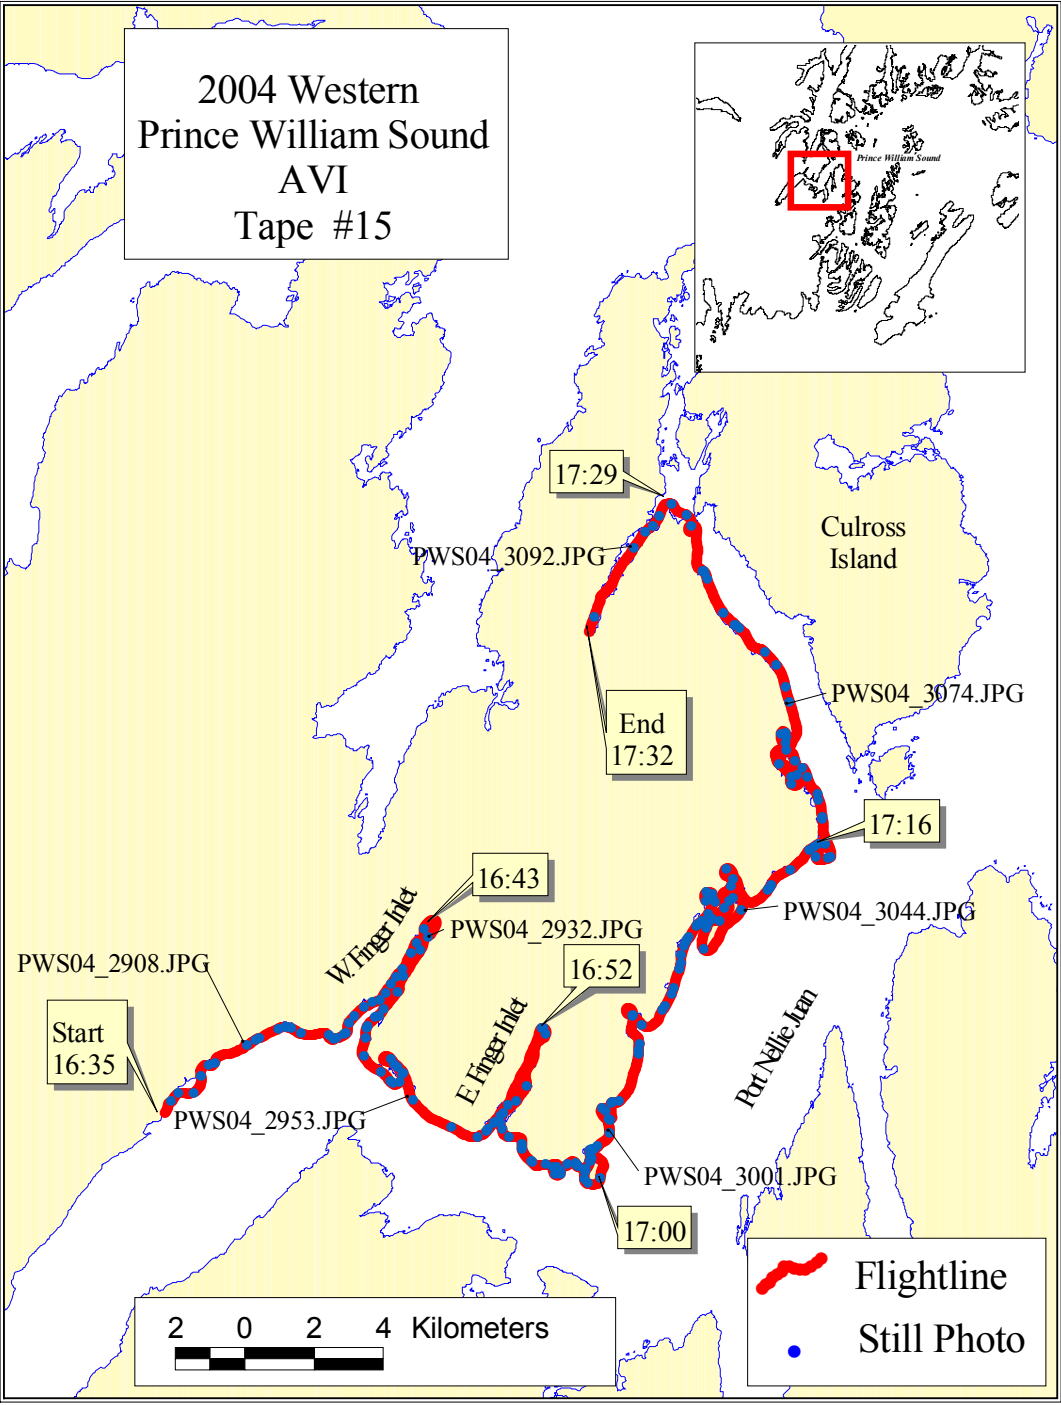 2004 Western
Prince William Sound
AVI
Tape #15
Prince William Sound
17:29
PWS04_3092.JPG
Culross
Island
PWS04_3074.JPG
End
17:32
17:16
16:43
PWS04_3044.JPG
W. Finger Inlet
PWS04_2932.JPG
PWS04_2908.JPG
16:52
Start
16:35
E. Finger Inlet
Port Nellie Juan
PWS04_2953.JPG
PWS04_3001.JPG
17:00
Flightline
Still Photo
2 0 2 4 Kilometers